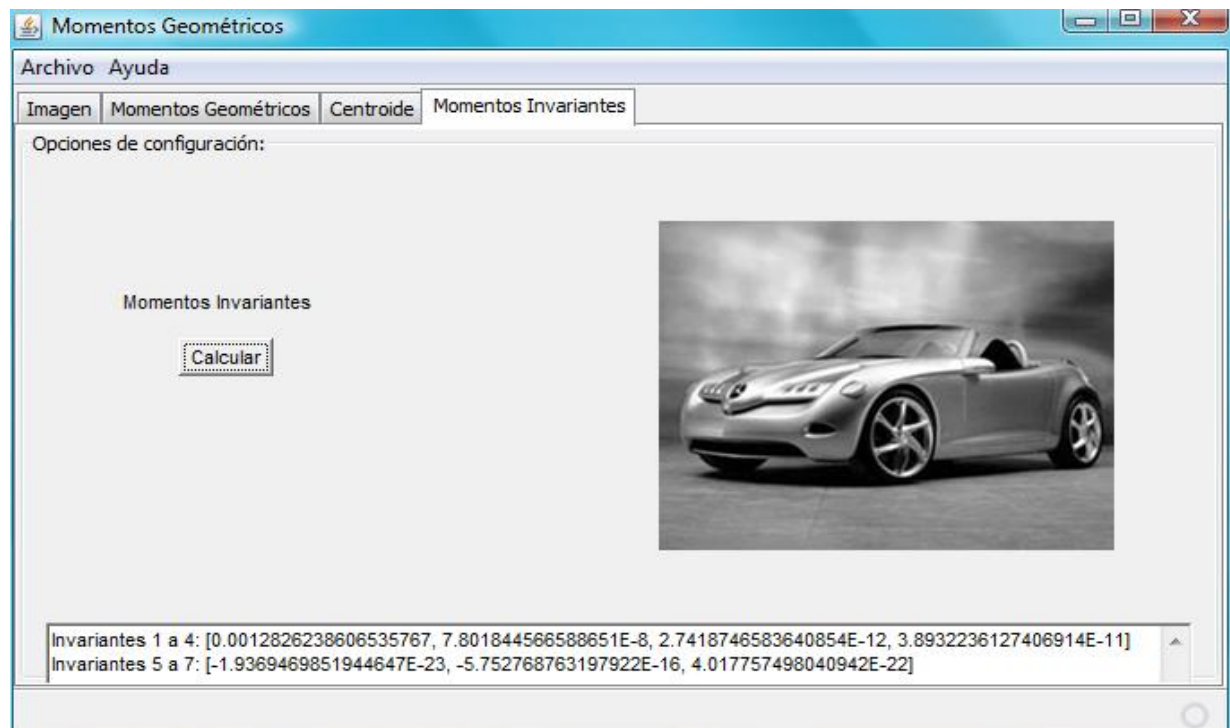 Momentos Geométricos
Archivo Ayuda
Imagen Momentos Geométricos Centroide Momentos Invariantes
Opciones de configuración:
Momentos Invariantes
Calcular
Invariantes 1 a 4: [0.0012826238606535767, 7.801844566588651E-8, 2.7418746583640854E-12, 3.8932236127406914E-11]
Invariantes 5 a 7: [-1.9369469851944647E-23, -5.752768763197922E-16, 4.017757498040942E-22]